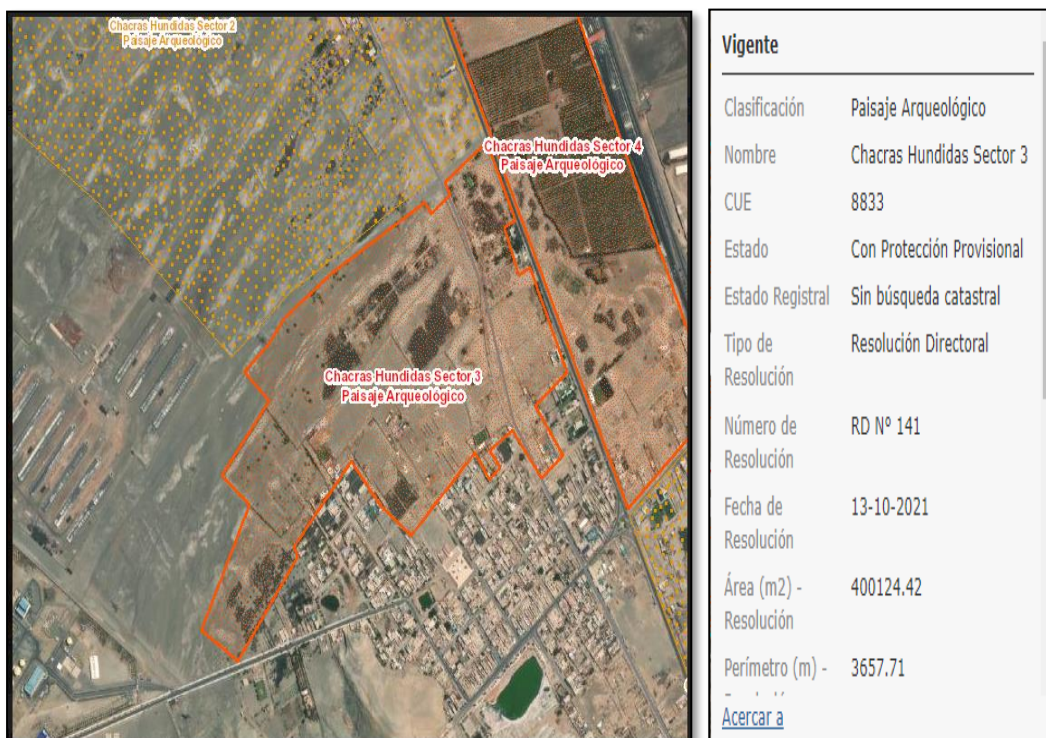 Chacras Hundidas Sector 2
Paisaje Arqueológico
Chacras Hundidas Sector 4
Paisaje Arqueológico
Chacras Hundidas Sector 3
Paisaje Arqueológico
Vigente
Clasificación Paisaje Arqueológico
Nombre Chacras Hundidas Sector 3
CUE 8833
Estado Con Protección Provisional
Estado Registral Sin búsqueda catastral
Tipo de Resolución Directoral
Resolución
Número de RD Nº 141
Resolución
Fecha de 13-10-2021
Resolución
Área (m2) - 400124.42
Resolución
Perímetro (m) - 3657.71
Acercar a